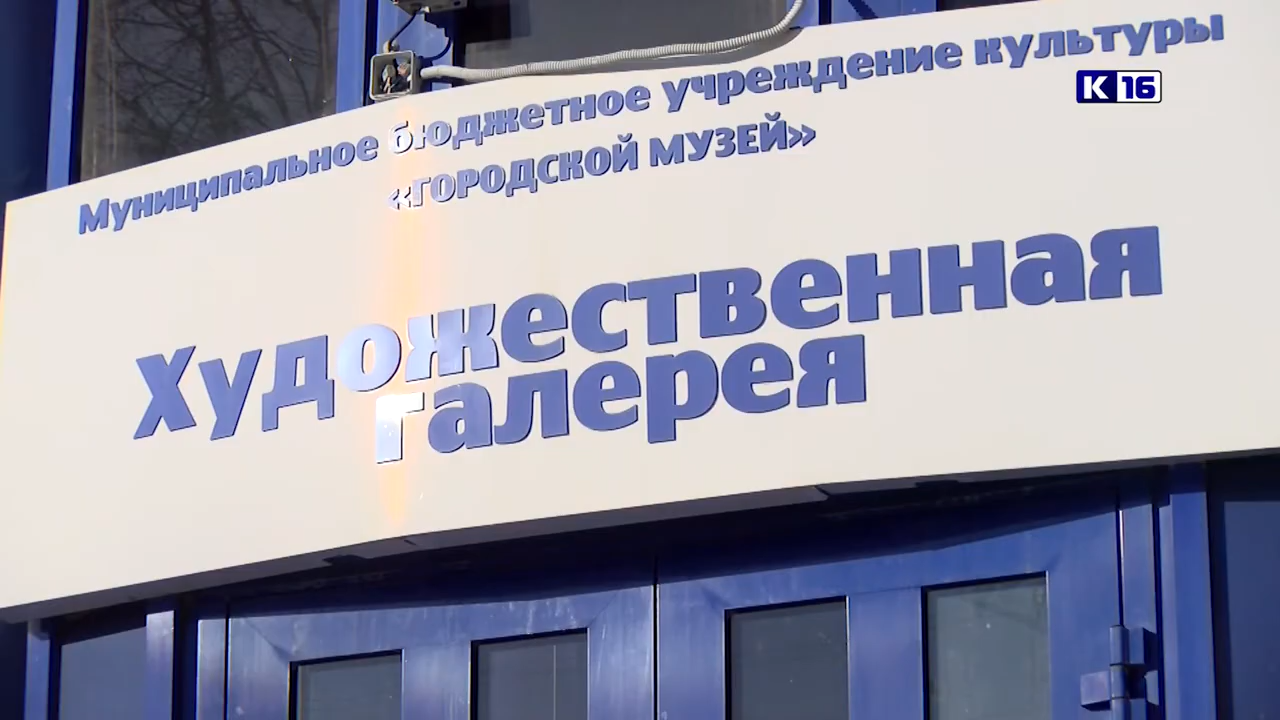 Муниципальное бюджетное учреждение культуры
«ГОРОДСКОЙ МУЗЕЙ»
Художественная
галерея
К 16